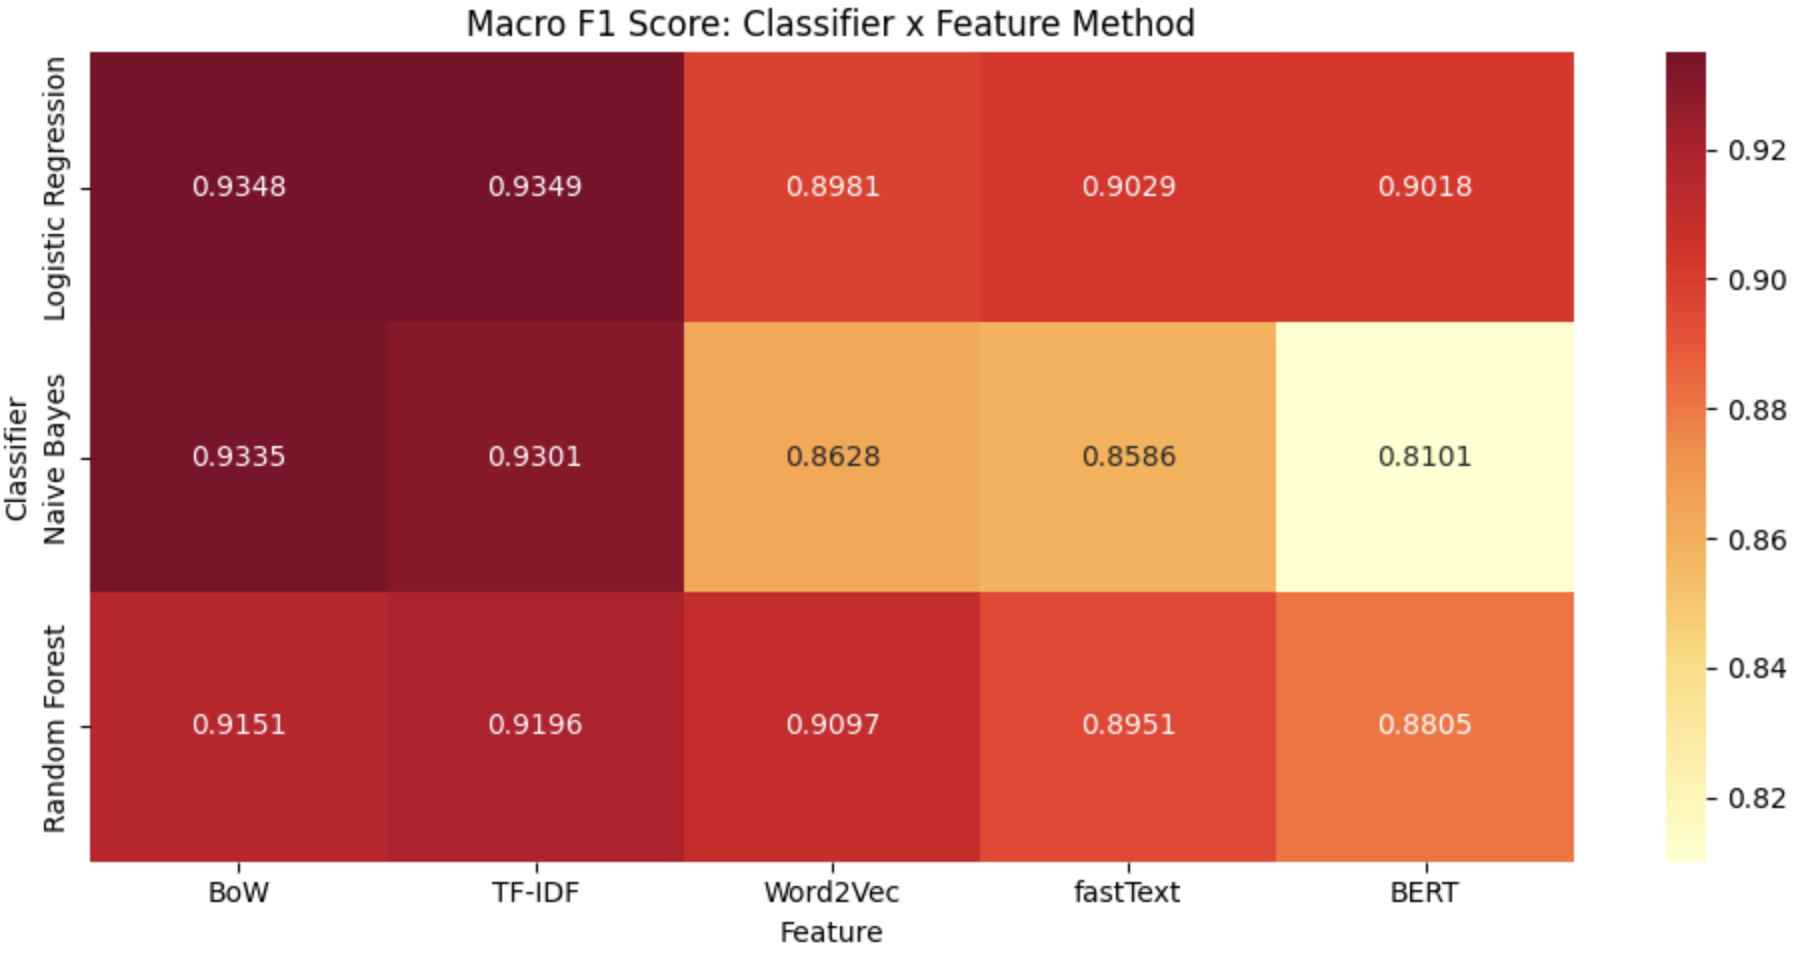 Macro F1 Score: Classifier x Feature Method
Classifier
Logistic Regression
0.9348 0.9349 0.8981 0.9029 0.9018
Naive Bayes
0.9335 0.9301 0.8628 0.8586 0.8101
Random Forest
0.9151 0.9196 0.9097 0.8951 0.8805
BoW TF-IDF Word2Vec fastText BERT
Feature
0.92
0.90
0.88
0.86
0.84
0.82